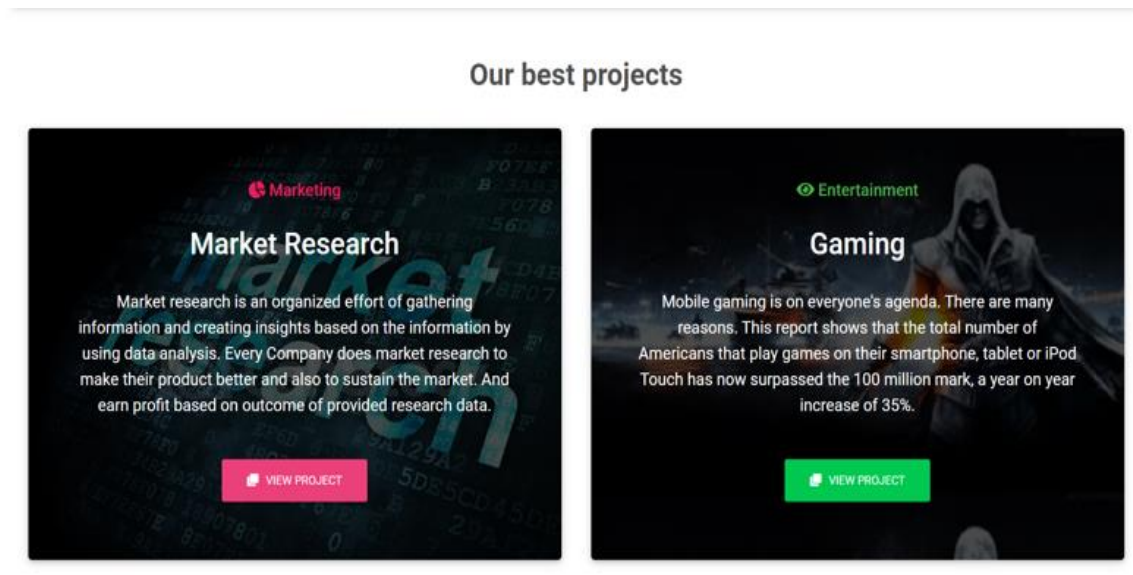 Our best projects
Marketing
Market Research
Market research is an organized effort of gathering
information and creating insights based on the information by
using data analysis. Every Company does market research to
make their product better and also to sustain the market. And
earn profit based on outcome of provided research data.
VIEW PROJECT
Entertainment
Gaming
Mobile gaming is on everyone's agenda. There are many
reasons. This report shows that the total number of
Americans that play games on their smartphone, tablet or iPod
Touch has now surpassed the 100 million mark, a year on year
increase of 35%.
VIEW PROJECT
market
research